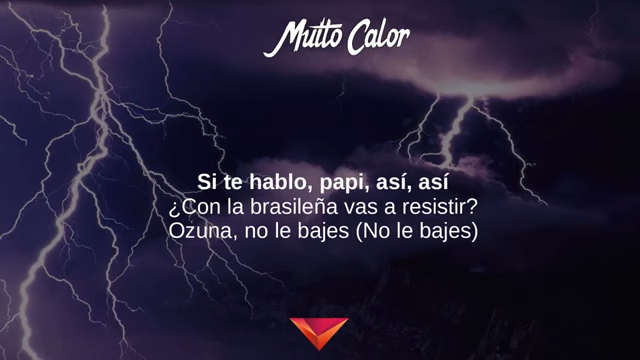 Muito Calor
Si te hablo, papi, así, así
¿Con la brasileña vas a resistir?
Ozuna, no le bajes (No le bajes)